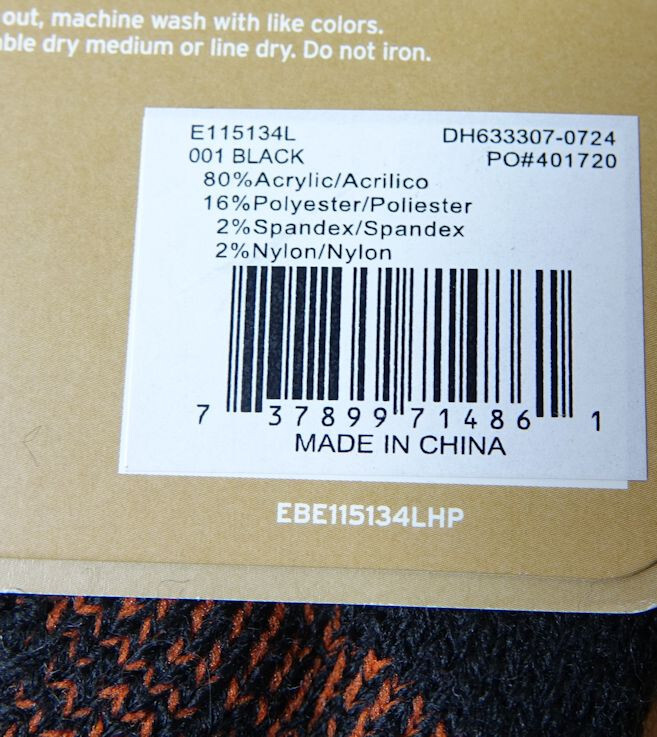 out, machine wash with like colors.
dry medium or line dry. Do not iron.
E115134L DH633307-0724
001 BLACK PO#401720
80%Acrylic/Acrilico
16%Polyester/Poliester
2%Spandex/Spandex
2%Nylon/Nylon
7 37899 71486 1
MADE IN CHINA
EBE115134LHP